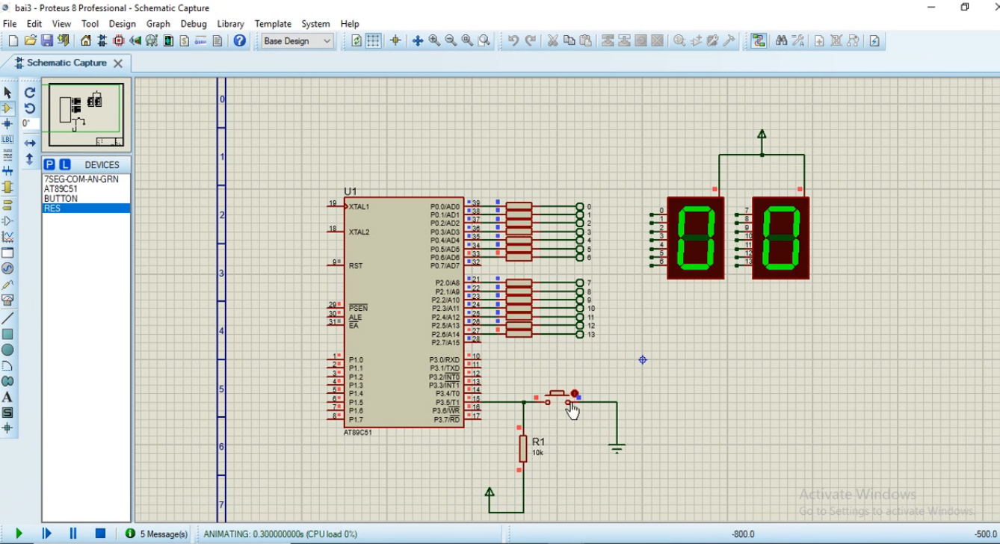 bai3 - Proteus 8 Professional - Schematic Capture
File Edit View Tool Design Graph Debug Library Template System Help
Base Design
Schematic Capture
0°
LBL
P L DEVICES
7SEG-COM-AN-GRN
AT89C51
BUTTON
RES
A
S
0
1
2
3
4
5
6
7
U1
19 XTAL1
18 XTAL2
9 RST
29 PSEN
30 ALE
31 EA
1 P1.0
2 P1.1
3 P1.2
4 P1.3
5 P1.4
6 P1.5
7 P1.6
8 P1.7
P0.0/AD0 39 0
P0.1/AD1 38 1
P0.2/AD2 37 2
P0.3/AD3 36 3
P0.4/AD4 35 4
P0.5/AD5 34 5
P0.6/AD6 33 6
P0.7/AD7 32
P2.0/A8 21 7
P2.1/A9 22 8
P2.2/A10 23 9
P2.3/A11 24 10
P2.4/A12 25 11
P2.5/A13 26 12
P2.6/A14 27 13
P2.7/A15 28
P3.0/RXD 10
P3.1/TXD 11
P3.2/INT0 12
P3.3/INT1 13
P3.4/T0 14
P3.5/T1 15
P3.6/WR 16
P3.7/RD 17
AT89C51
R1
10k
0
1
2
3
4
5
6
7
8
9
10
11
12
13
0 0
Activate Windows
Go to Settings to activate Windows.
5 Message(s)
ANIMATING: 0.300000000s (CPU load 0%)
-800.0
-500.0